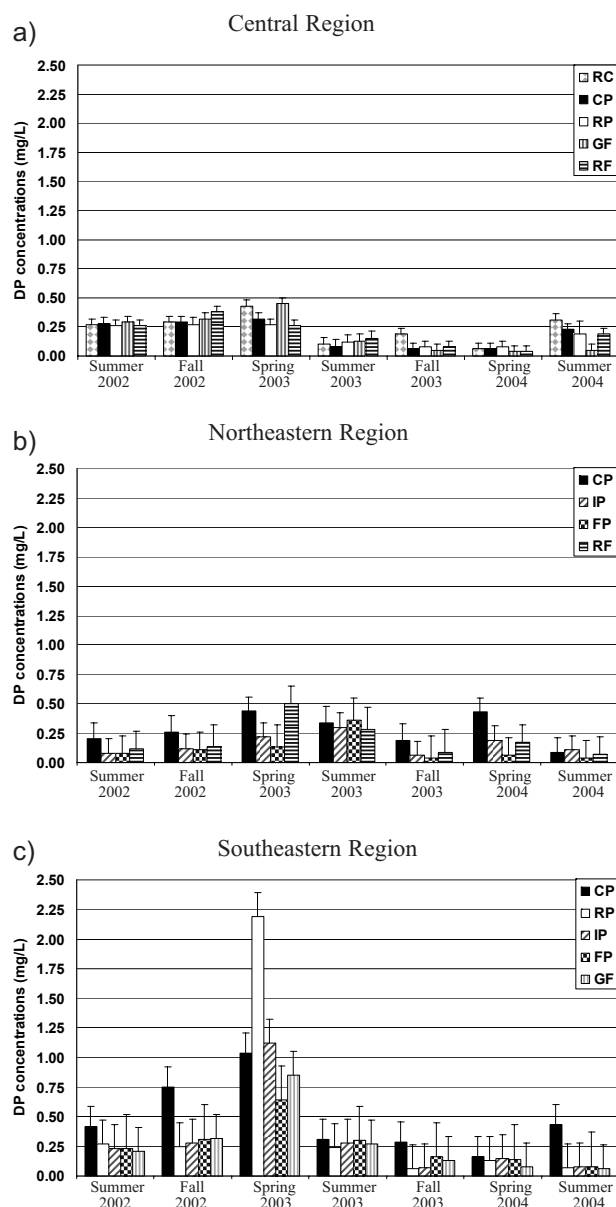 a)
Central Region
DP concentrations (mg/L)
2.50
2.25
2.00
1.75
1.50
1.25
1.00
0.75
0.50
0.25
0.00
RC
CP
RP
GF
RF
Summer Fall Spring Summer Fall Spring Summer
2002 2002 2003 2003 2003 2004 2004
b)
Northeastern Region
DP concentrations (mg/L)
2.50
2.25
2.00
1.75
1.50
1.25
1.00
0.75
0.50
0.25
0.00
CP
IP
FP
RF
Summer Fall Spring Summer Fall Spring Summer
2002 2002 2003 2003 2003 2004 2004
c)
Southeastern Region
DP concentrations (mg/L)
2.50
2.25
2.00
1.75
1.50
1.25
1.00
0.75
0.50
0.25
0.00
CP
RP
IP
FP
GF
Summer Fall Spring Summer Fall Spring Summer
2002 2002 2003 2003 2003 2004 2004